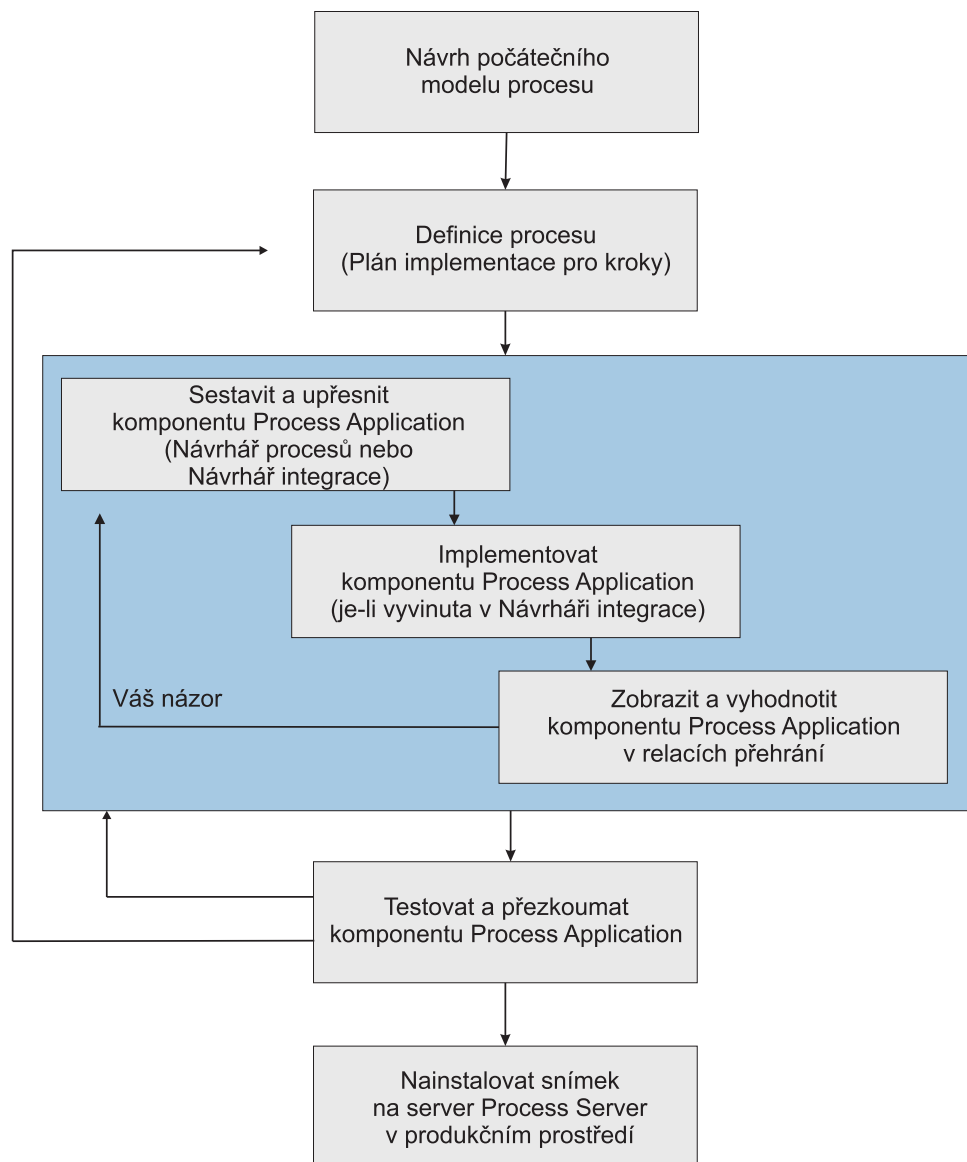 Návrh počátečního
modelu procesu
Definice procesu
(Plán implementace pro kroky)
Sestavit a upřesnit
komponentu Process Application
(Návrhář procesů nebo
Návrhář integrace)
Implementovat
komponentu Process Application
(je-li vyvinuta v Návrháři integrace)
Váš názor
Zobrazit a vyhodnotit
komponentu Process Application
v relacích přehrání
Testovat a přezkoumat
komponentu Process Application
Nainstalovat snímek
na server Process Server
v produkčním prostředí